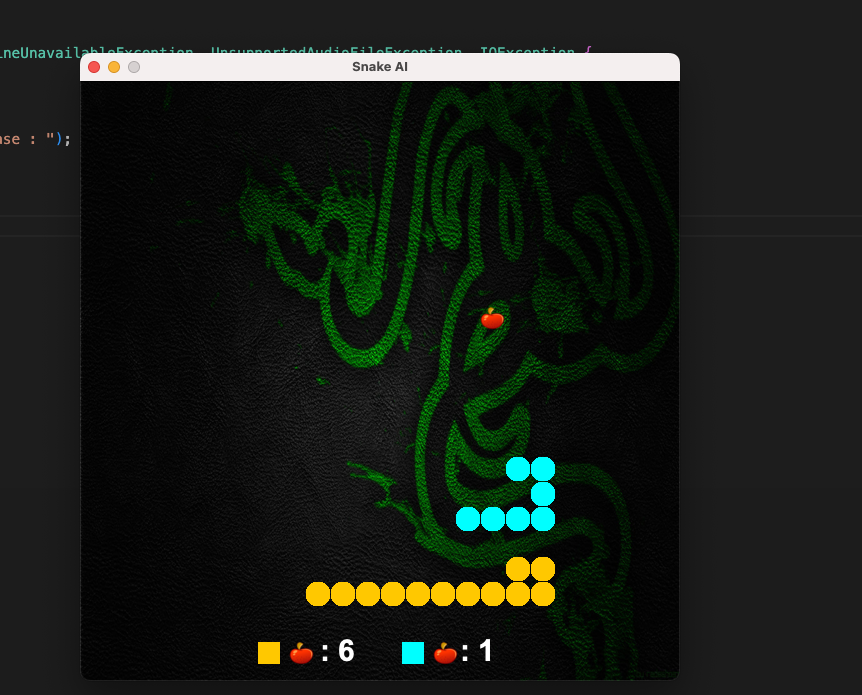 ineUnavailableException, UnsupportedAudioFileException, IOException {
Snake AI
ase : ");
: 6
: 1